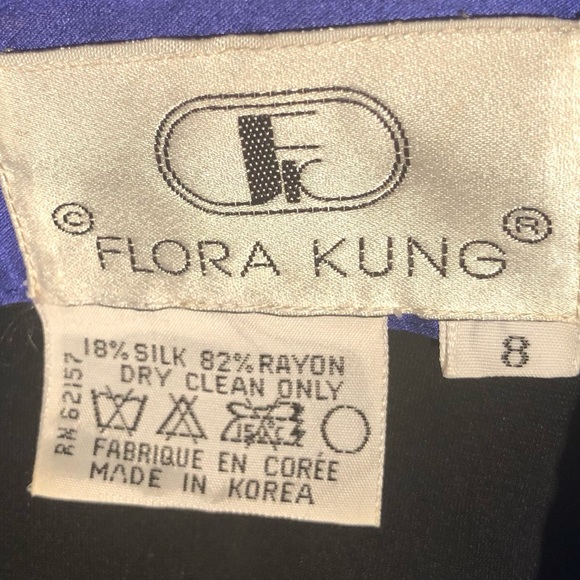 © FLORA KUNG ®
8
18% SILK 82% RAYON
DRY CLEAN ONLY
FABRIQUE EN CORÉE
MADE IN KOREA
RN 62157